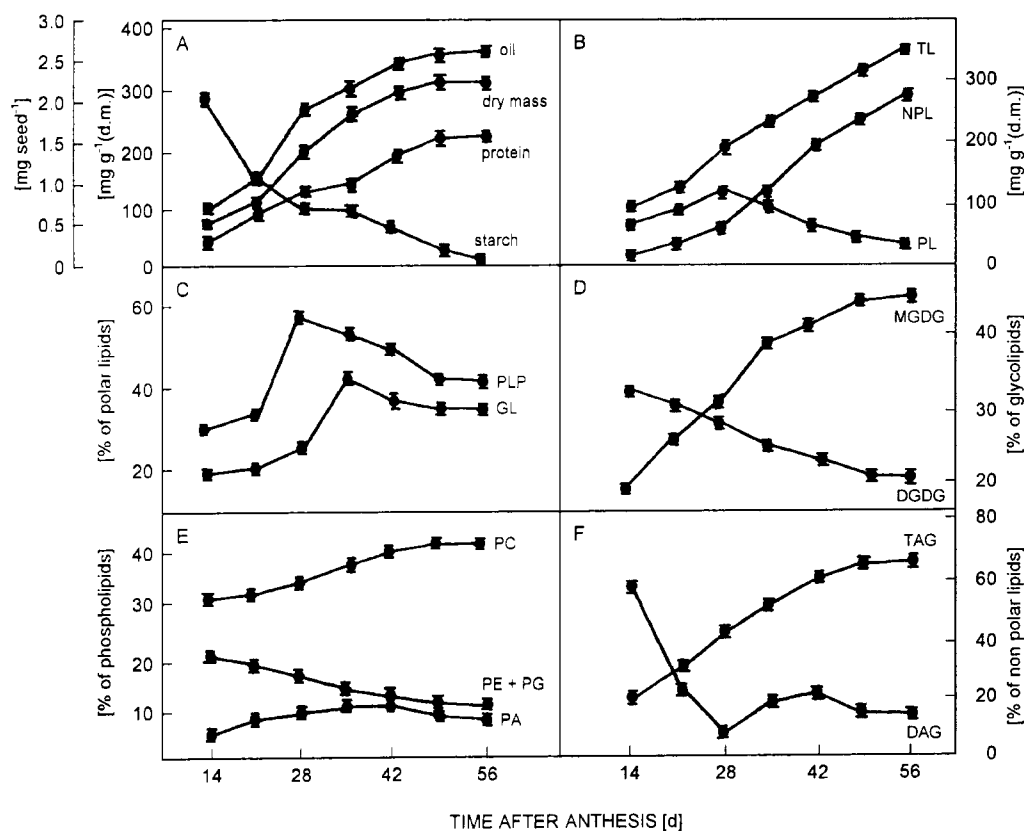 3.0
2.5
2.0
1.5
1.0
0.5
0
[mg seed⁻¹]
400
300
200
100
0
[mg g⁻¹(d.m.)]
A
oil
dry mass
protein
starch
B
TL
NPL
PL
300
200
100
0
[mg g⁻¹(d.m.)]
C
60
40
20
[% of polar lipids]
PLP
GL
D
MGDG
DGDG
40
30
20
[% of glycolipids]
E
40
30
20
10
[% of phospholipids]
PC
PE + PG
PA
F
TAG
DAG
80
60
40
20
0
[% of non polar lipids]
14 28 42 56
14 28 42 56
TIME AFTER ANTHESIS [d]